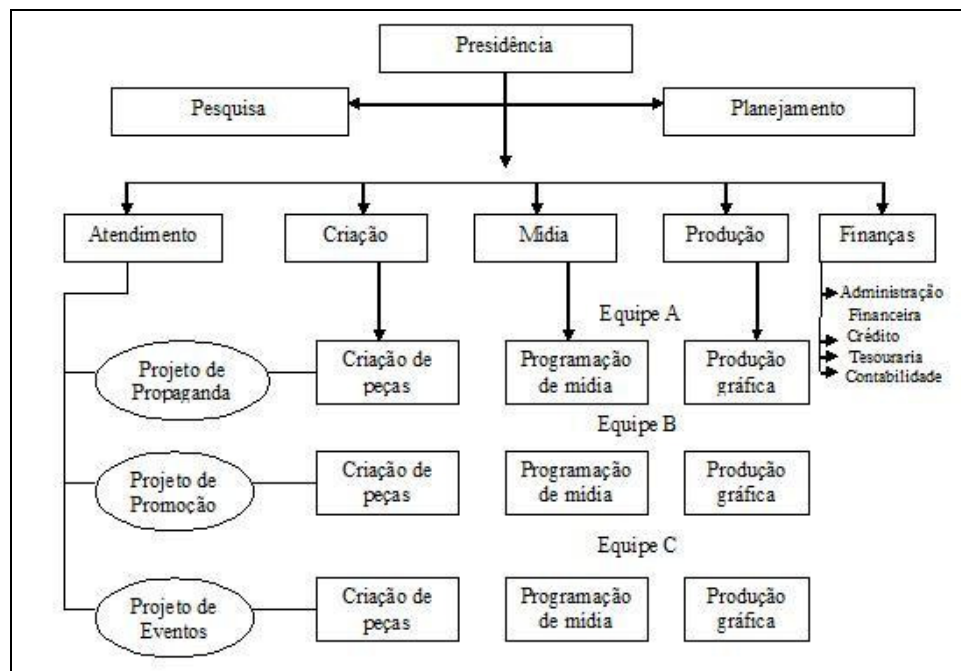 Presidência
Pesquisa
Planejamento
Atendimento
Criação
Mídia
Produção
Finanças
Administração
Financeira
Crédito
Tesouraria
Contabilidade
Equipe A
Projeto de
Propaganda
Criação de
peças
Programação
de mídia
Produção
gráfica
Equipe B
Projeto de
Promoção
Criação de
peças
Programação
de mídia
Produção
gráfica
Equipe C
Projeto de
Eventos
Criação de
peças
Programação
de mídia
Produção
gráfica